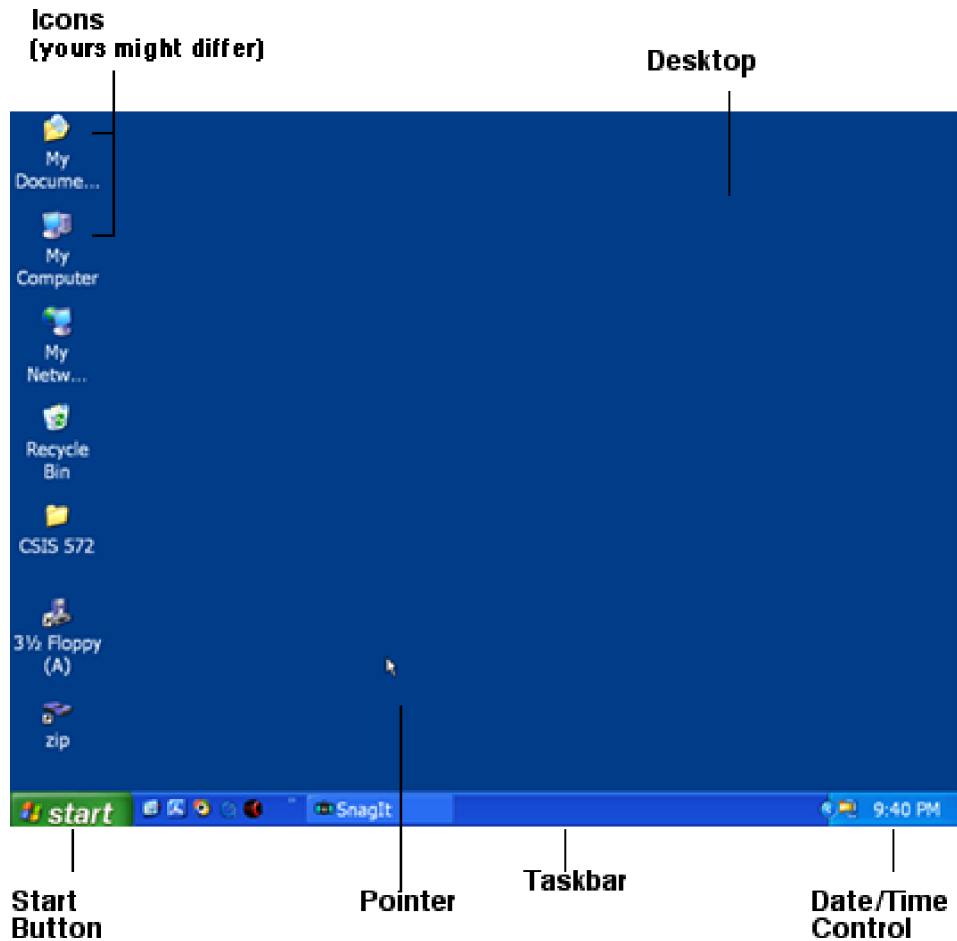 Icons
(yours might differ)
Desktop
My
Docume...
My
Computer
My
Netw...
Recycle
Bin
CSIS 572
3½ Floppy
(A)
zip
start
SnagIt
9:40 PM
Start
Button
Pointer
Taskbar
Date/Time
Control